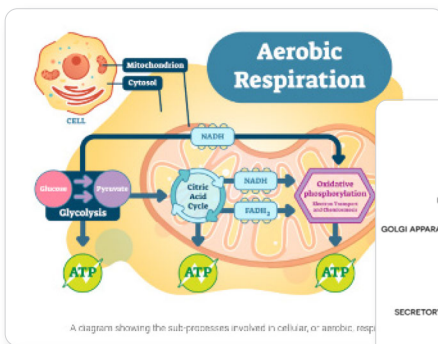 Aerobic
Respiration
Mitochondrion
Cytosol
CELL
NADH
Glucose
Pyruvate
Glycolysis
Citric
Acid
Cycle
NADH
FADH₂
Oxidative
phosphorylation
Electron Transport
and Chemiosmosis
ATP
ATP
ATP
GOLGI APPARA
SECRETOR
A diagram showing the sub-processes involved in cellular, or aerobic, respi